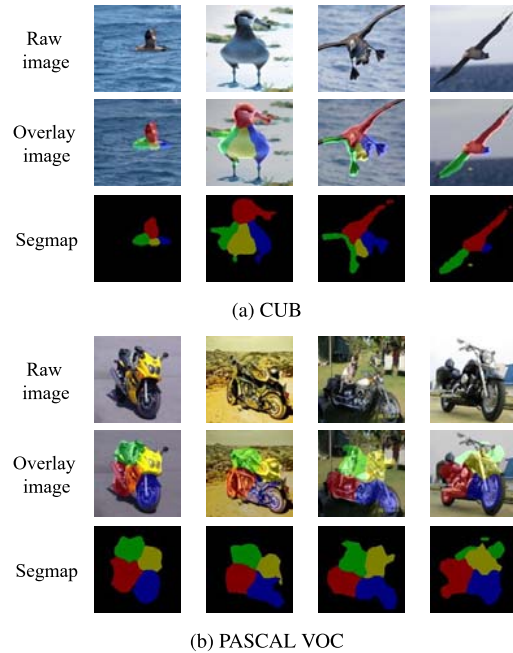 Raw
image
Overlay
image
Segmap
(a) CUB
Raw
image
Overlay
image
Segmap
(b) PASCAL VOC